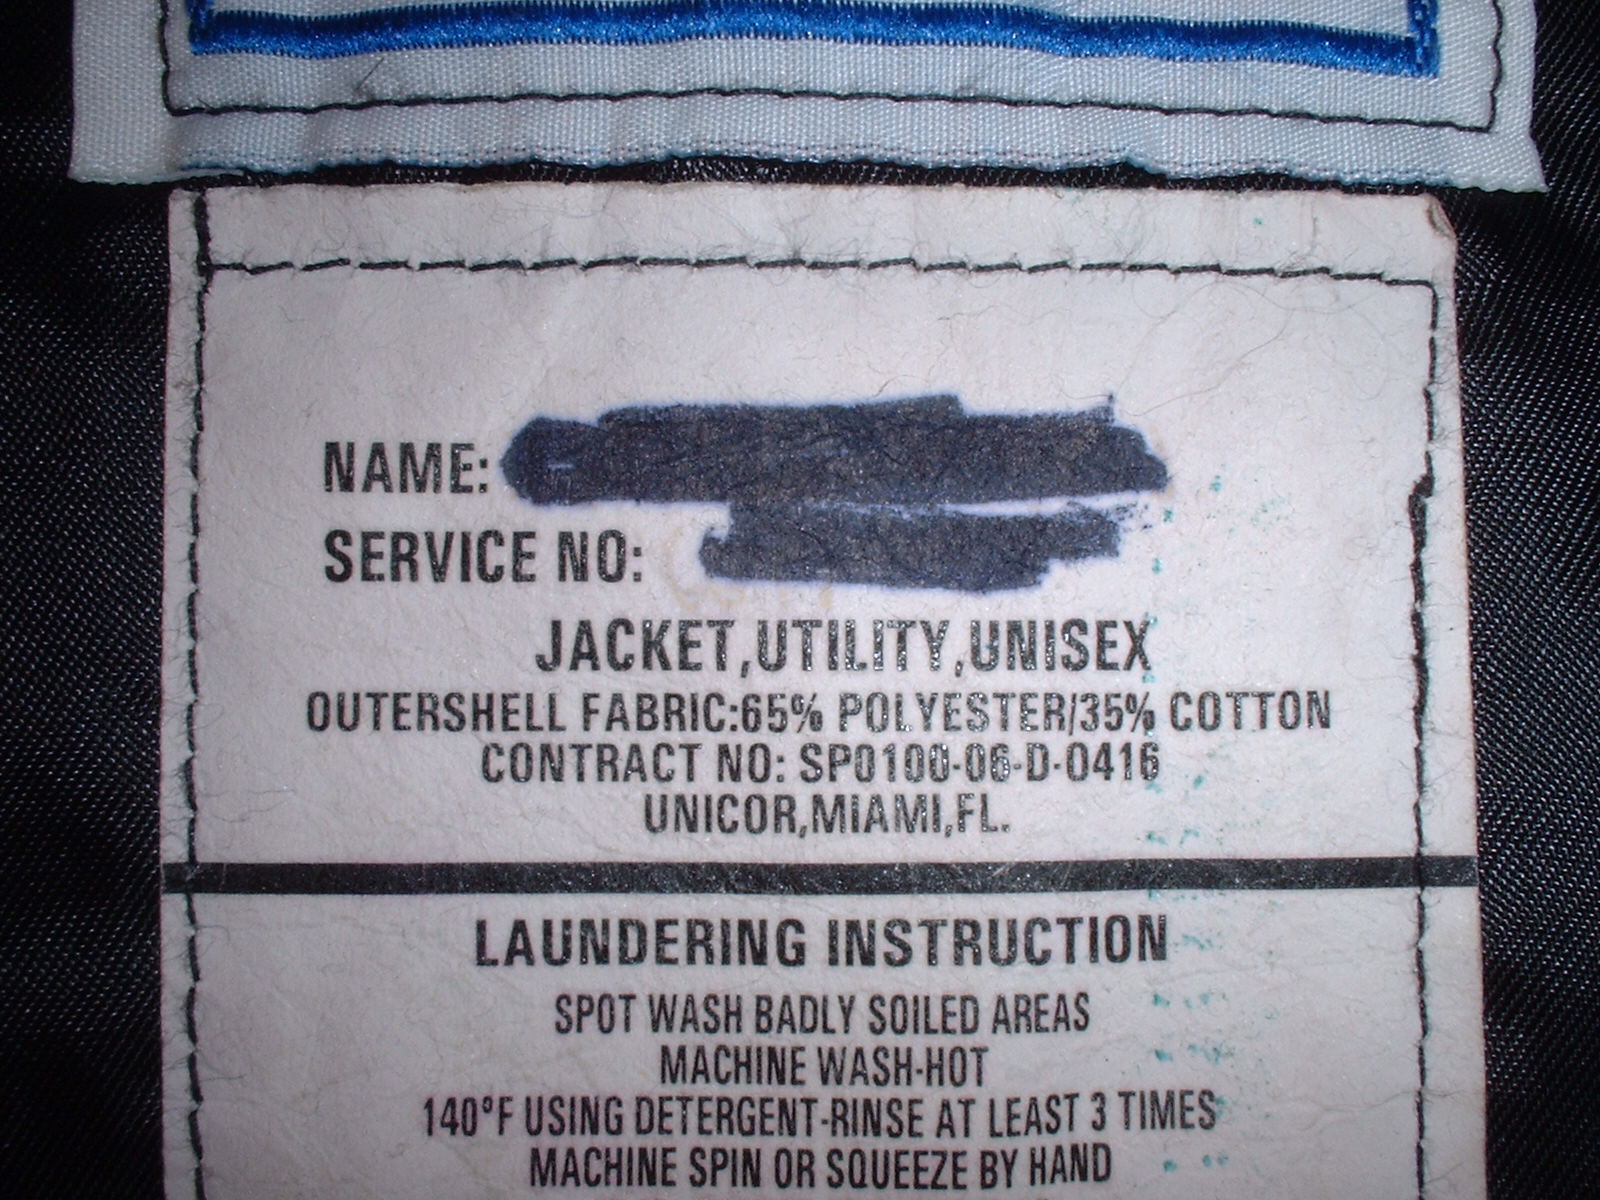 NAME:
SERVICE NO:
JACKET,UTILITY,UNISEX
OUTERSHELL FABRIC:65% POLYESTER/35% COTTON
CONTRACT NO: SP0100-06-D-0416
UNICOR,MIAMI,FL.
LAUNDERING INSTRUCTION
SPOT WASH BADLY SOILED AREAS
MACHINE WASH-HOT
140°F USING DETERGENT-RINSE AT LEAST 3 TIMES
MACHINE SPIN OR SQUEEZE BY HAND